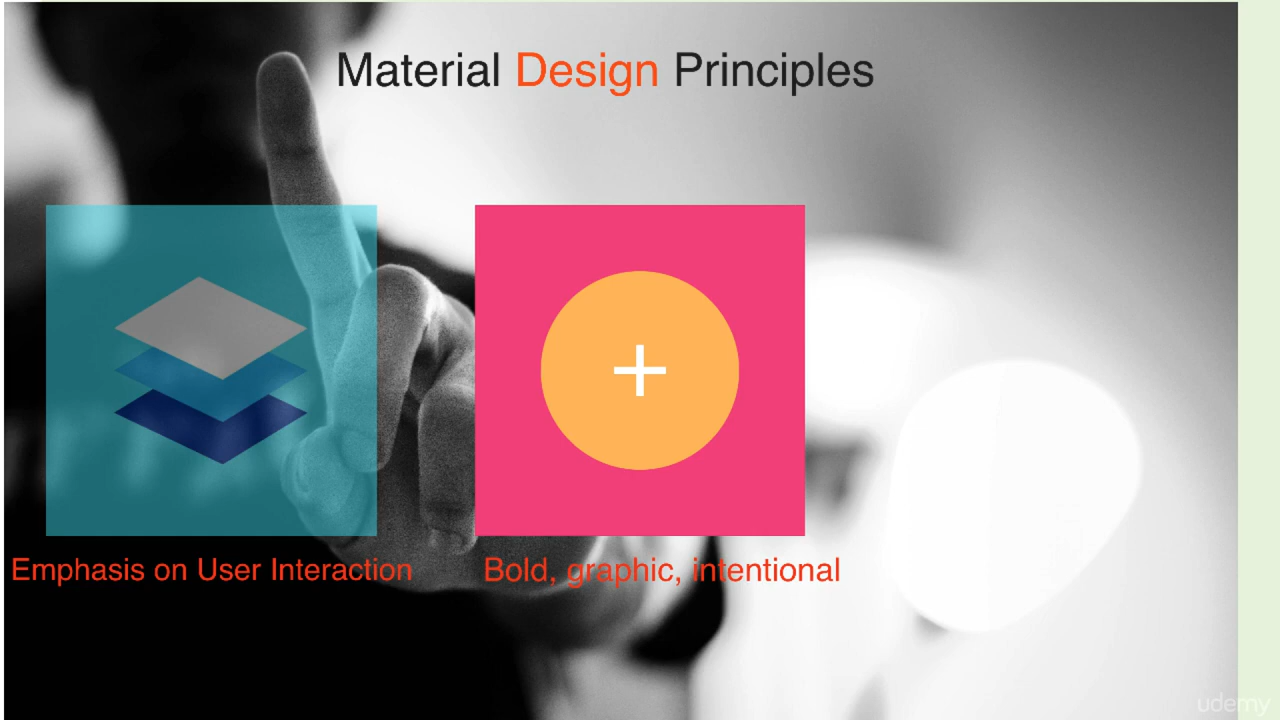 Material Design Principles
Emphasis on User Interaction
Bold, graphic, intentional
udemy